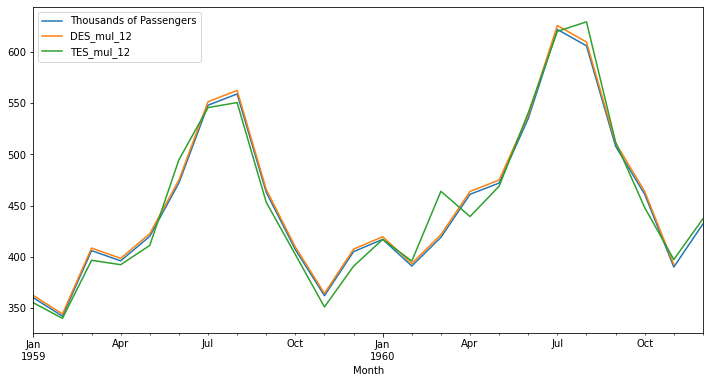 Thousands of Passengers
DES_mul_12
TES_mul_12
600
550
500
450
400
350
Jan Apr Jul Oct Jan Apr Jul Oct
1959 1960
Month